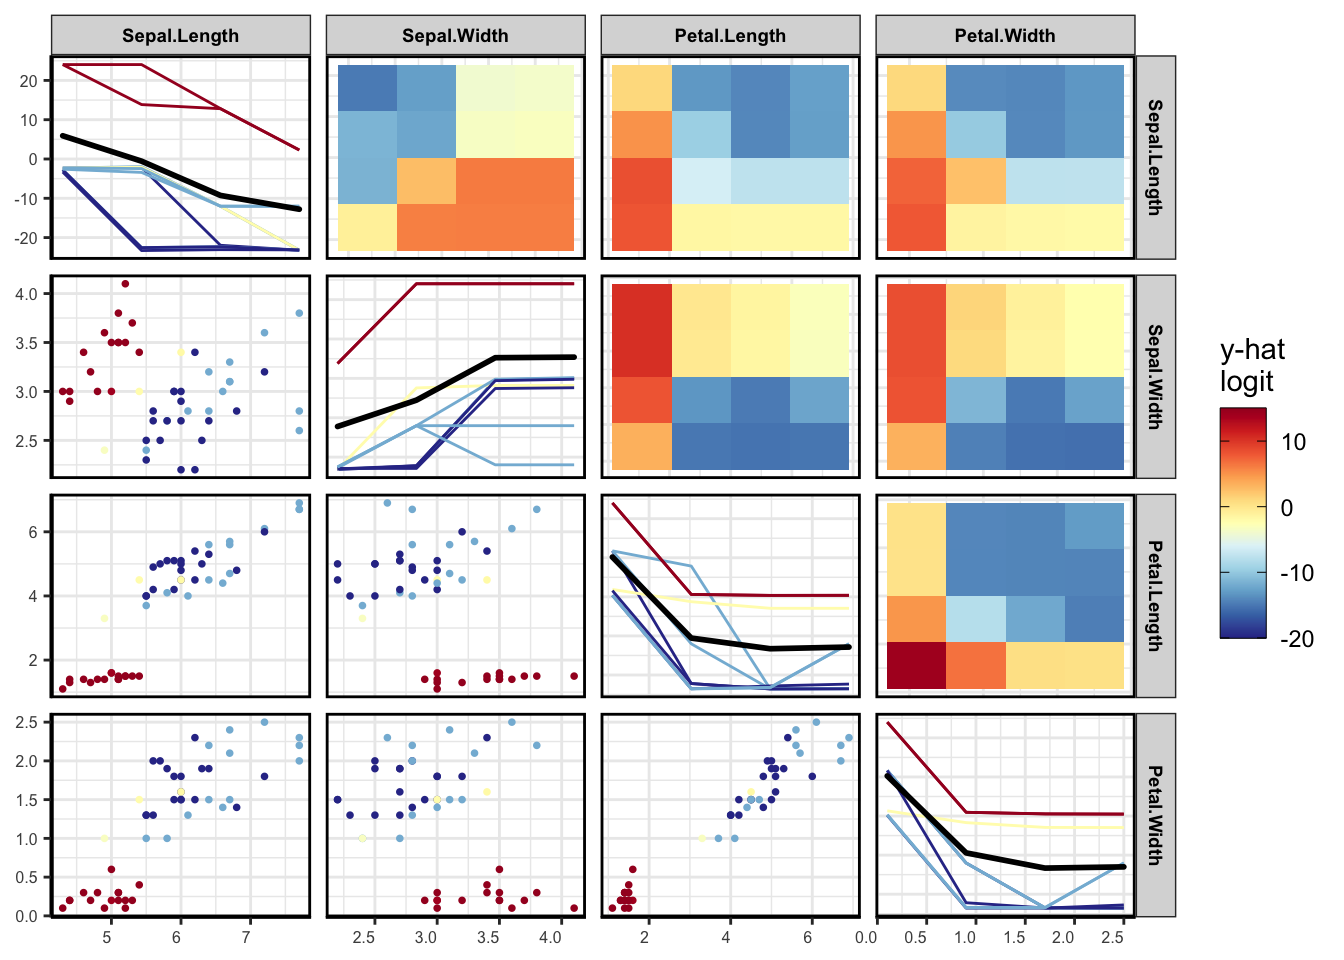 Sepal.Length Sepal.Width Petal.Length Petal.Width
20
10
0
-10
-20
Sepal.Length
4.0
3.5
3.0
2.5
Sepal.Width
y-hat
logit
10
0
-10
-20
6
4
2
Petal.Length
2.5
2.0
1.5
1.0
0.5
0.0
Petal.Width
5 6 7 2.5 3.0 3.5 4.0 2 4 6 0.0 0.5 1.0 1.5 2.0 2.5